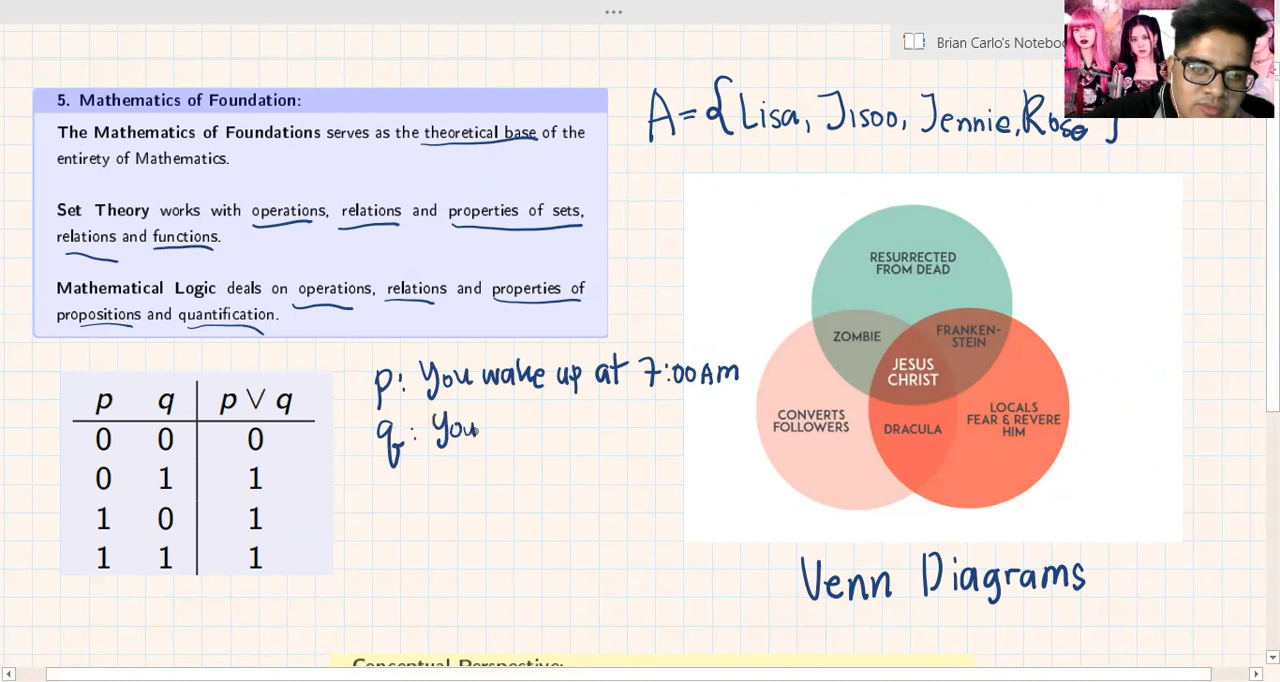 Brian Carlo's Noteboo
5. Mathematics of Foundation:
The Mathematics of Foundations serves as the theoretical base of the
entirety of Mathematics.
Set Theory works with operations, relations and properties of sets,
relations and functions.
Mathematical Logic deals on operations, relations and properties of
propositions and quantification.
A = {Lisa, Jisoo, Jennie, Rose }
p q p ∨ q
0 0 0
0 1 1
1 0 1
1 1 1
p: You wake up at 7:00 Am
q: You
RESURRECTED
FROM DEAD
ZOMBIE
FRANKEN-
STEIN
JESUS
CHRIST
CONVERTS
FOLLOWERS
DRACULA
LOCALS
FEAR & REVERE
HIM
Venn Diagrams
Conceptual Perspective: